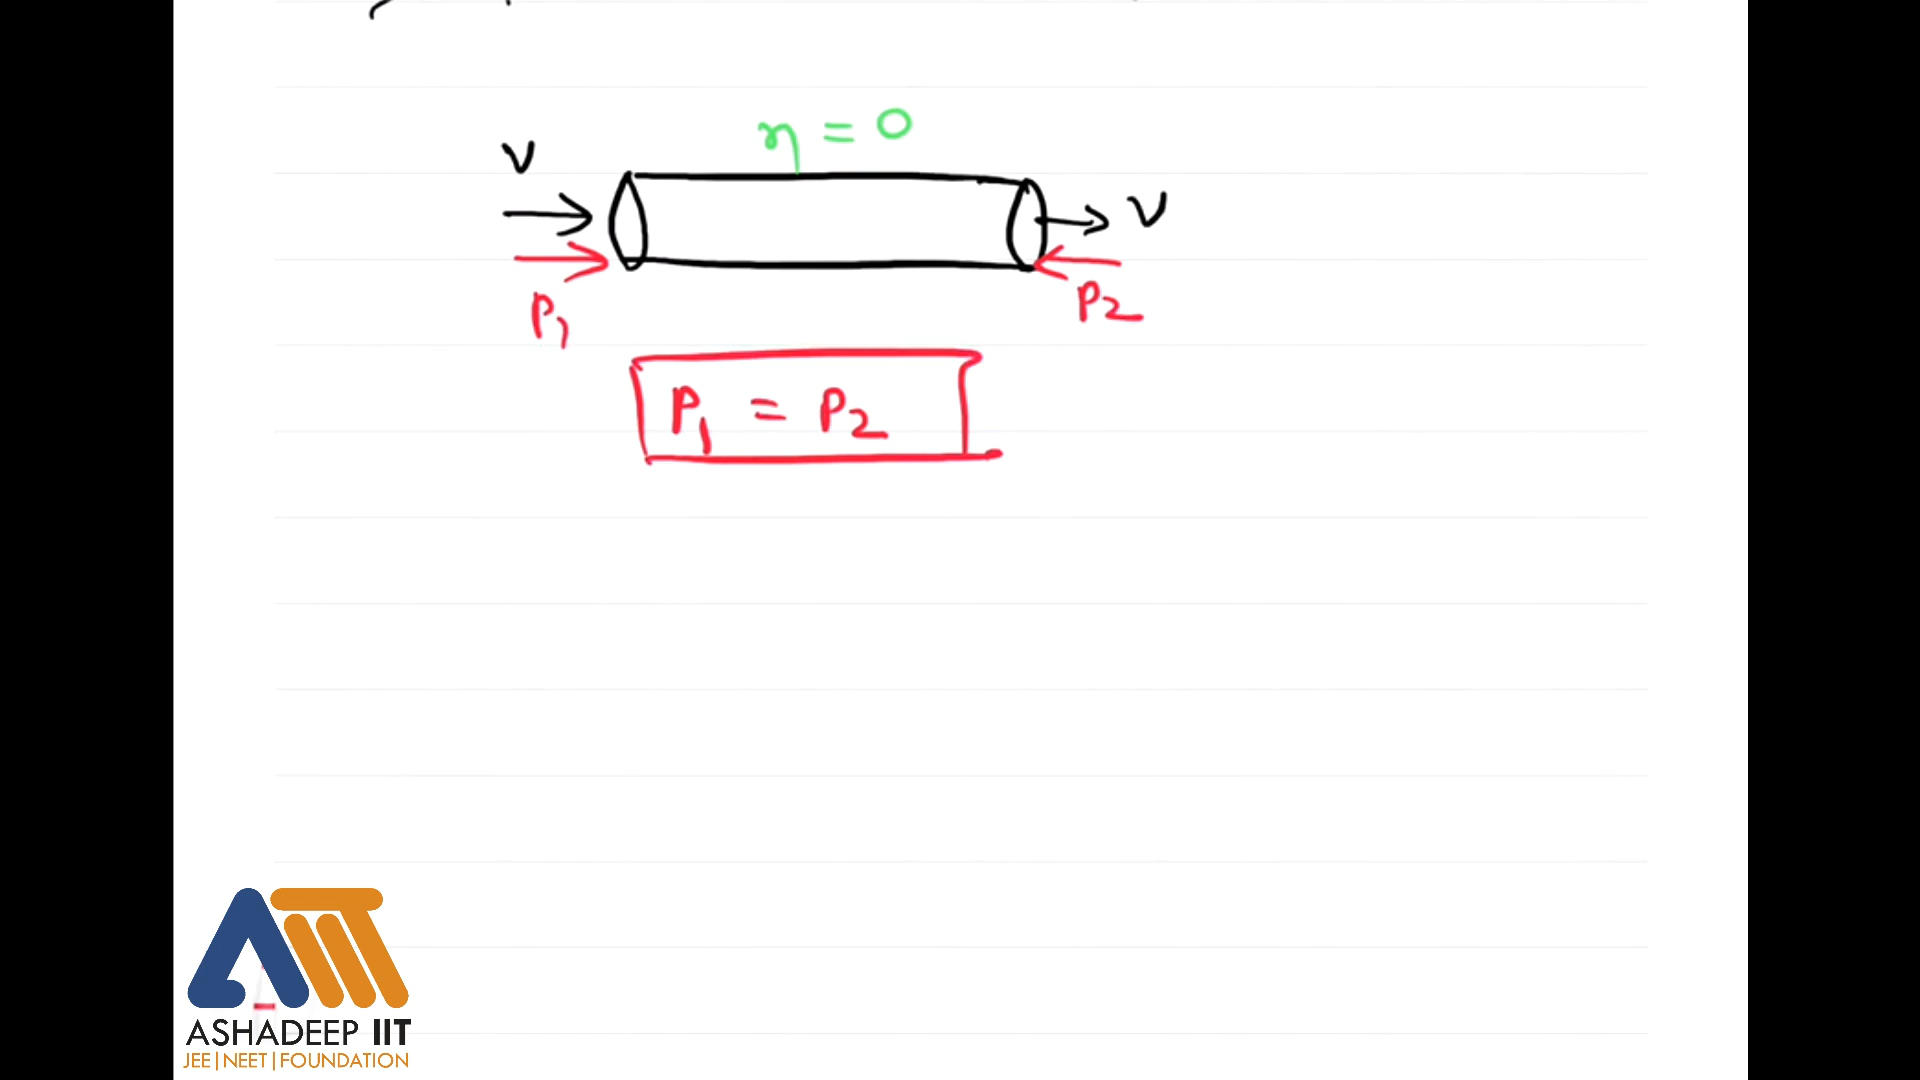 η = 0
v
v
P1
P2
P1 = P2
ASHADEEP IIT
JEE|NEET|FOUNDATION